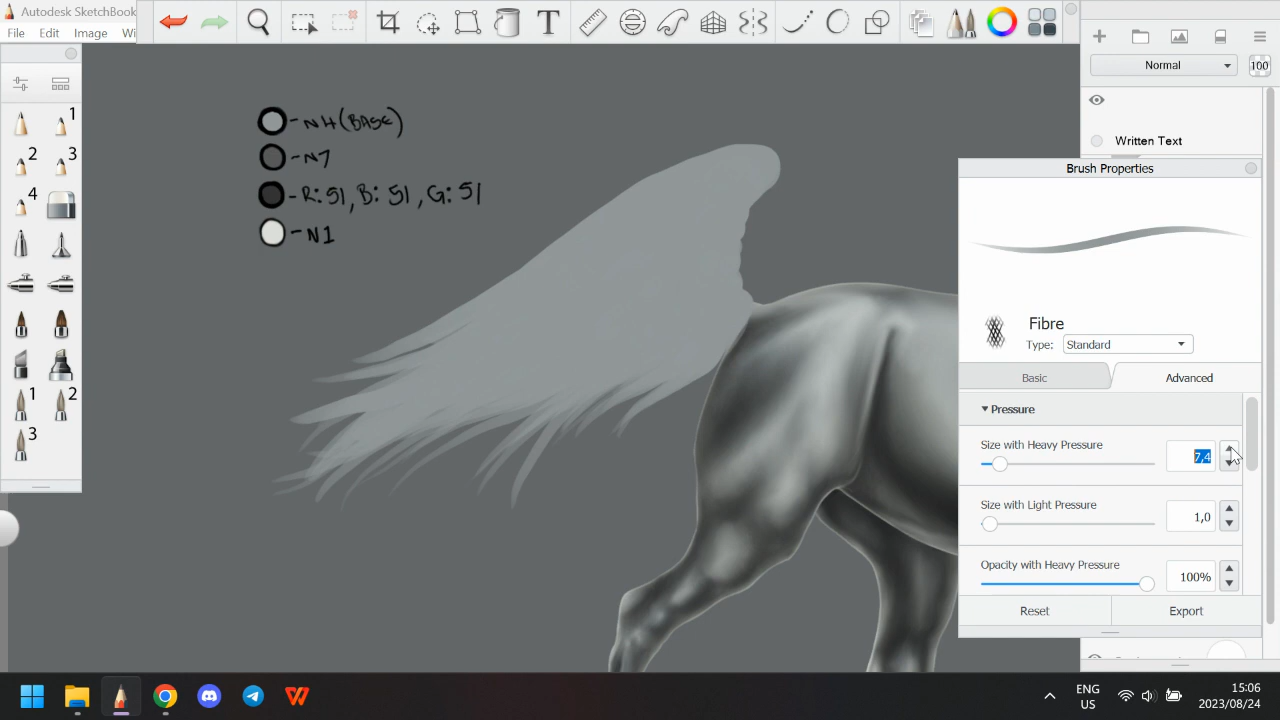 Autodesk SketchBook
File Edit Image Wi
Normal
100
Written Text
1
2
3
4
1
2
3
-N4(BASE)
-N7
-R:51, B: 51, G: 51
-N1
Brush Properties
Fibre
Type: Standard
Basic Advanced
Pressure
Size with Heavy Pressure
7,4
Size with Light Pressure
1,0
Opacity with Heavy Pressure
100%
Reset Export
ENG
US
15:06
2023/08/24